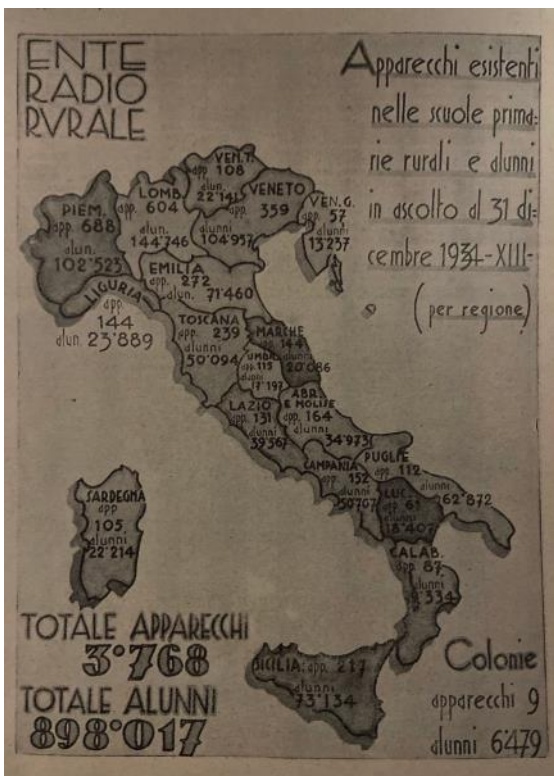 ENTE
RADIO
RVRALE
Apparecchi esistenti
nelle scuole prima=
rie rurali e alunni
in ascolto al 31 di=
cembre 1934-XIII-
(per regione)
VEN.T.
app. 108
alun.
22'141
LOMB.
app. 604
alun.
144'746
VENETO
app. 359
alunni
104'957
VEN.G.
app. 57
alunni
13'237
PIEM.
app. 688
alun.
102'523
EMILIA
app. 272
alun. 71'460
LIGURIA
app.
144
alun. 23'889
TOSCANA
app. 239
alunni
50'094
MARCHE
app. 144
alunni
20'086
UMBR.
app. 115
alunni
17'197
LAZIO
app. 131
alunni
39'567
ABR.
E MOLISE
app. 164
alunni
34'973
CAMPANIA
app. 152
alunni
50'707
PUGLIE
app. 112
alunni
62'872
LUC.
app. 61
alunni
18'407
CALAB.
app. 87
alunni
9'334
SARDEGNA
app
105
alunni
22'214
SICILIA: app. 217
alunni
73'134
TOTALE APPARECCHI
3°768
TOTALE ALUNNI
898°017
Colonie
apparecchi 9
alunni 6'479